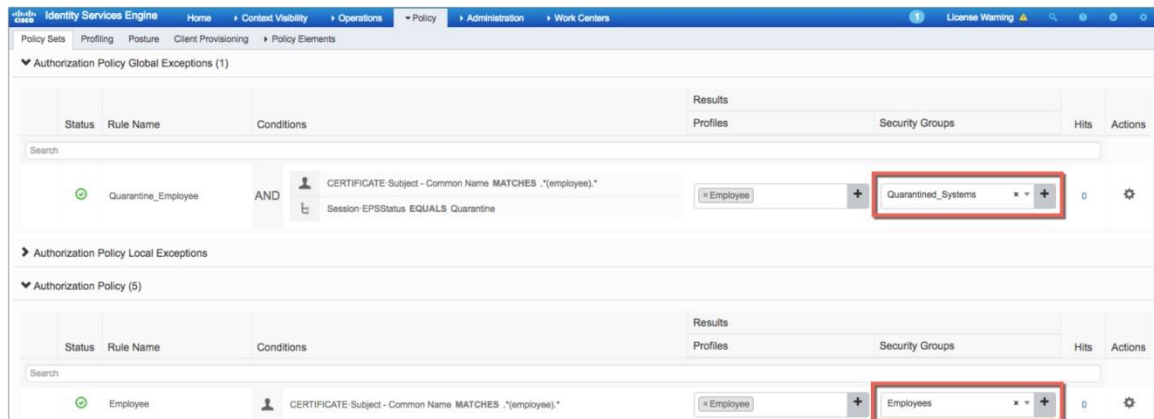 cisco Identity Services Engine Home Context Visibility Operations Policy Administration Work Centers 1 License Warning
Policy Sets Profiling Posture Client Provisioning Policy Elements
Authorization Policy Global Exceptions (1)
Results
Status Rule Name Conditions Profiles Security Groups Hits Actions
Search
Quarantine_Employee AND CERTIFICATE·Subject - Common Name MATCHES .*(employee).* × Employee + Quarantined_Systems × + 0
Session·EPSStatus EQUALS Quarantine
Authorization Policy Local Exceptions
Authorization Policy (5)
Results
Status Rule Name Conditions Profiles Security Groups Hits Actions
Search
Employee CERTIFICATE·Subject - Common Name MATCHES .*(employee).* × Employee + Employees × + 0